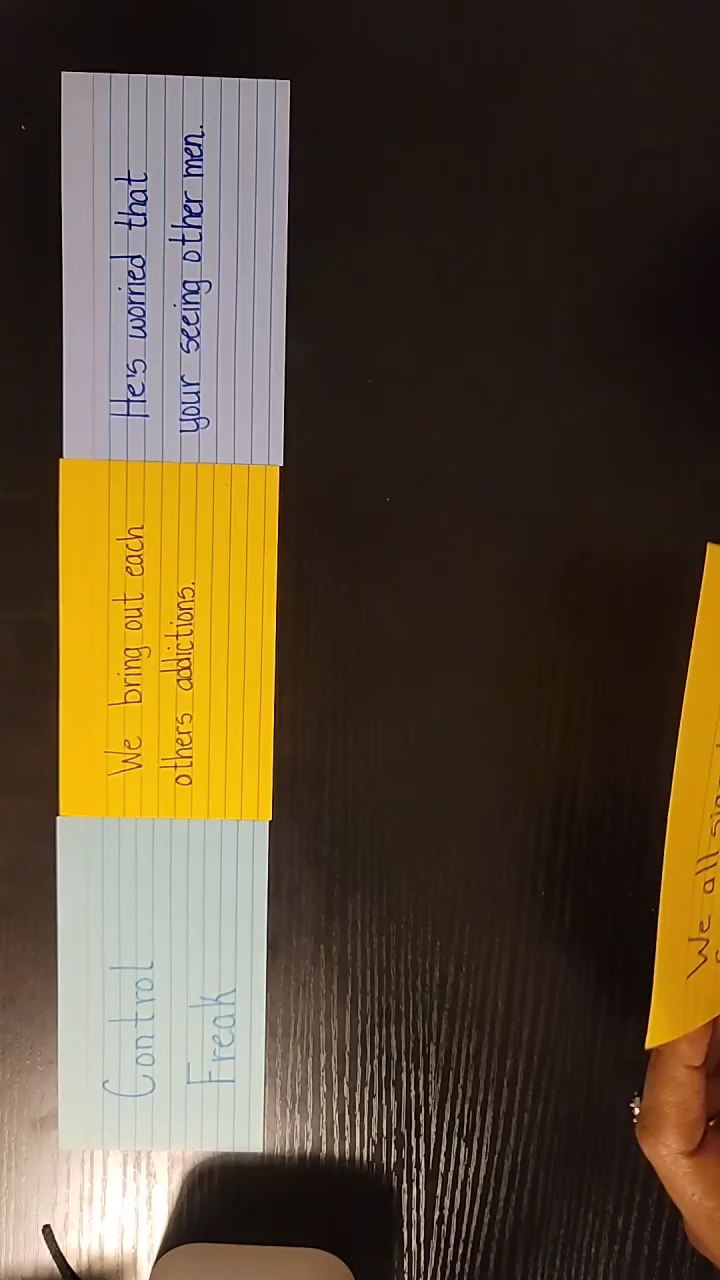 Control
Freak
We bring out each
others addictions.
He's worried that
your seeing other men.
We all